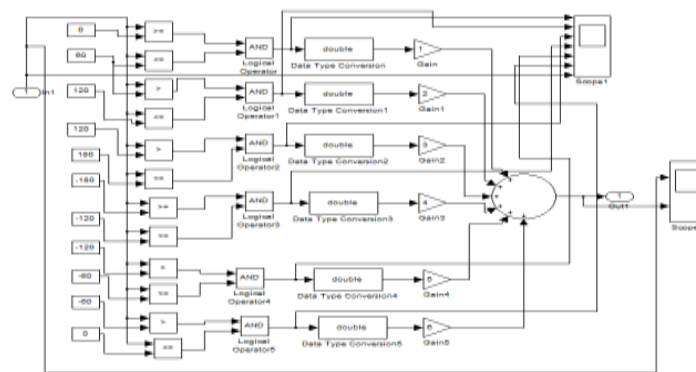 0
>=
AND
double
1
Logical
Operator
Data Type Conversion
Gain
Scope1
60
<=
In1
>
AND
double
2
Logical
Operator1
Data Type Conversion1
Gain1
120
<=
120
>
AND
double
3
Logical
Operator2
Data Type Conversion2
Gain2
180
<=
-180
>=
AND
double
4
Logical
Operator3
Data Type Conversion3
Gain3
1
Out1
Scope
-120
<=
-120
AND
double
5
Logical
Operator4
Data Type Conversion4
Gain4
-60
<=
-60
>
AND
double
6
Logical
Operator5
Data Type Conversion5
Gain5
0
<=